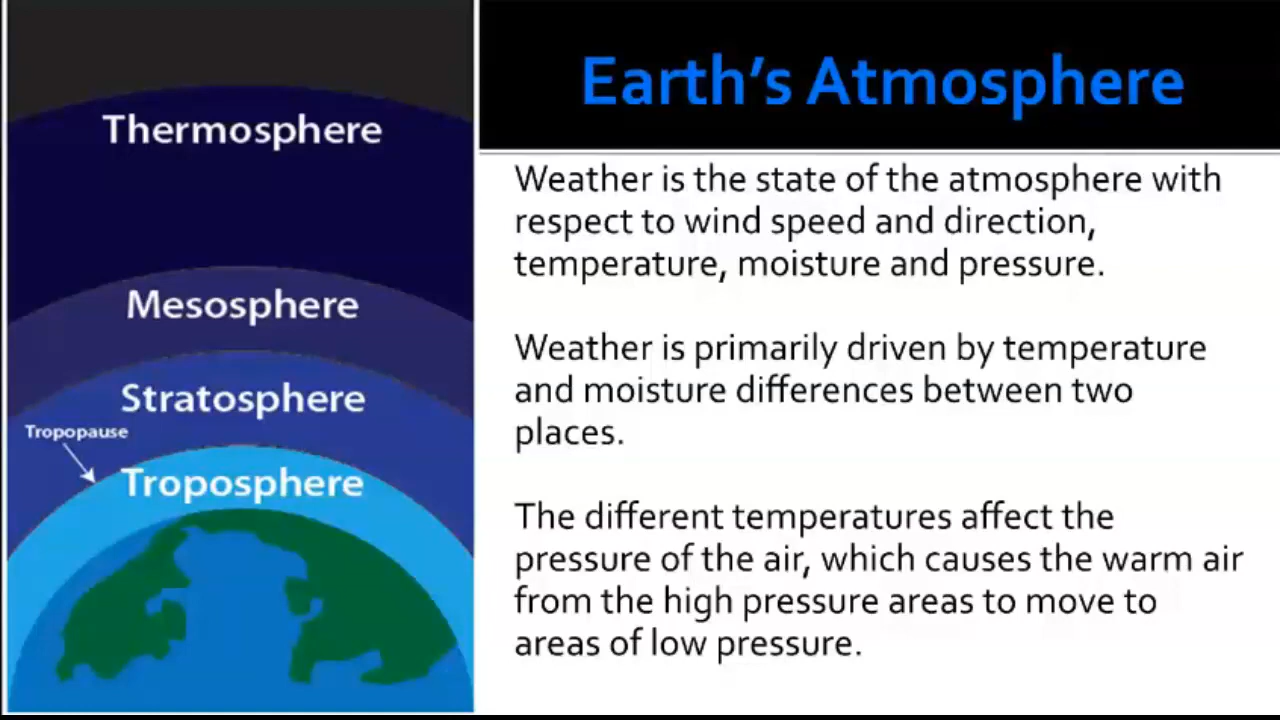 Thermosphere
Mesosphere
Stratosphere
Tropopause
Troposphere
Earth's Atmosphere
Weather is the state of the atmosphere with
respect to wind speed and direction,
temperature, moisture and pressure.
Weather is primarily driven by temperature
and moisture differences between two
places.
The different temperatures affect the
pressure of the air, which causes the warm air
from the high pressure areas to move to
areas of low pressure.